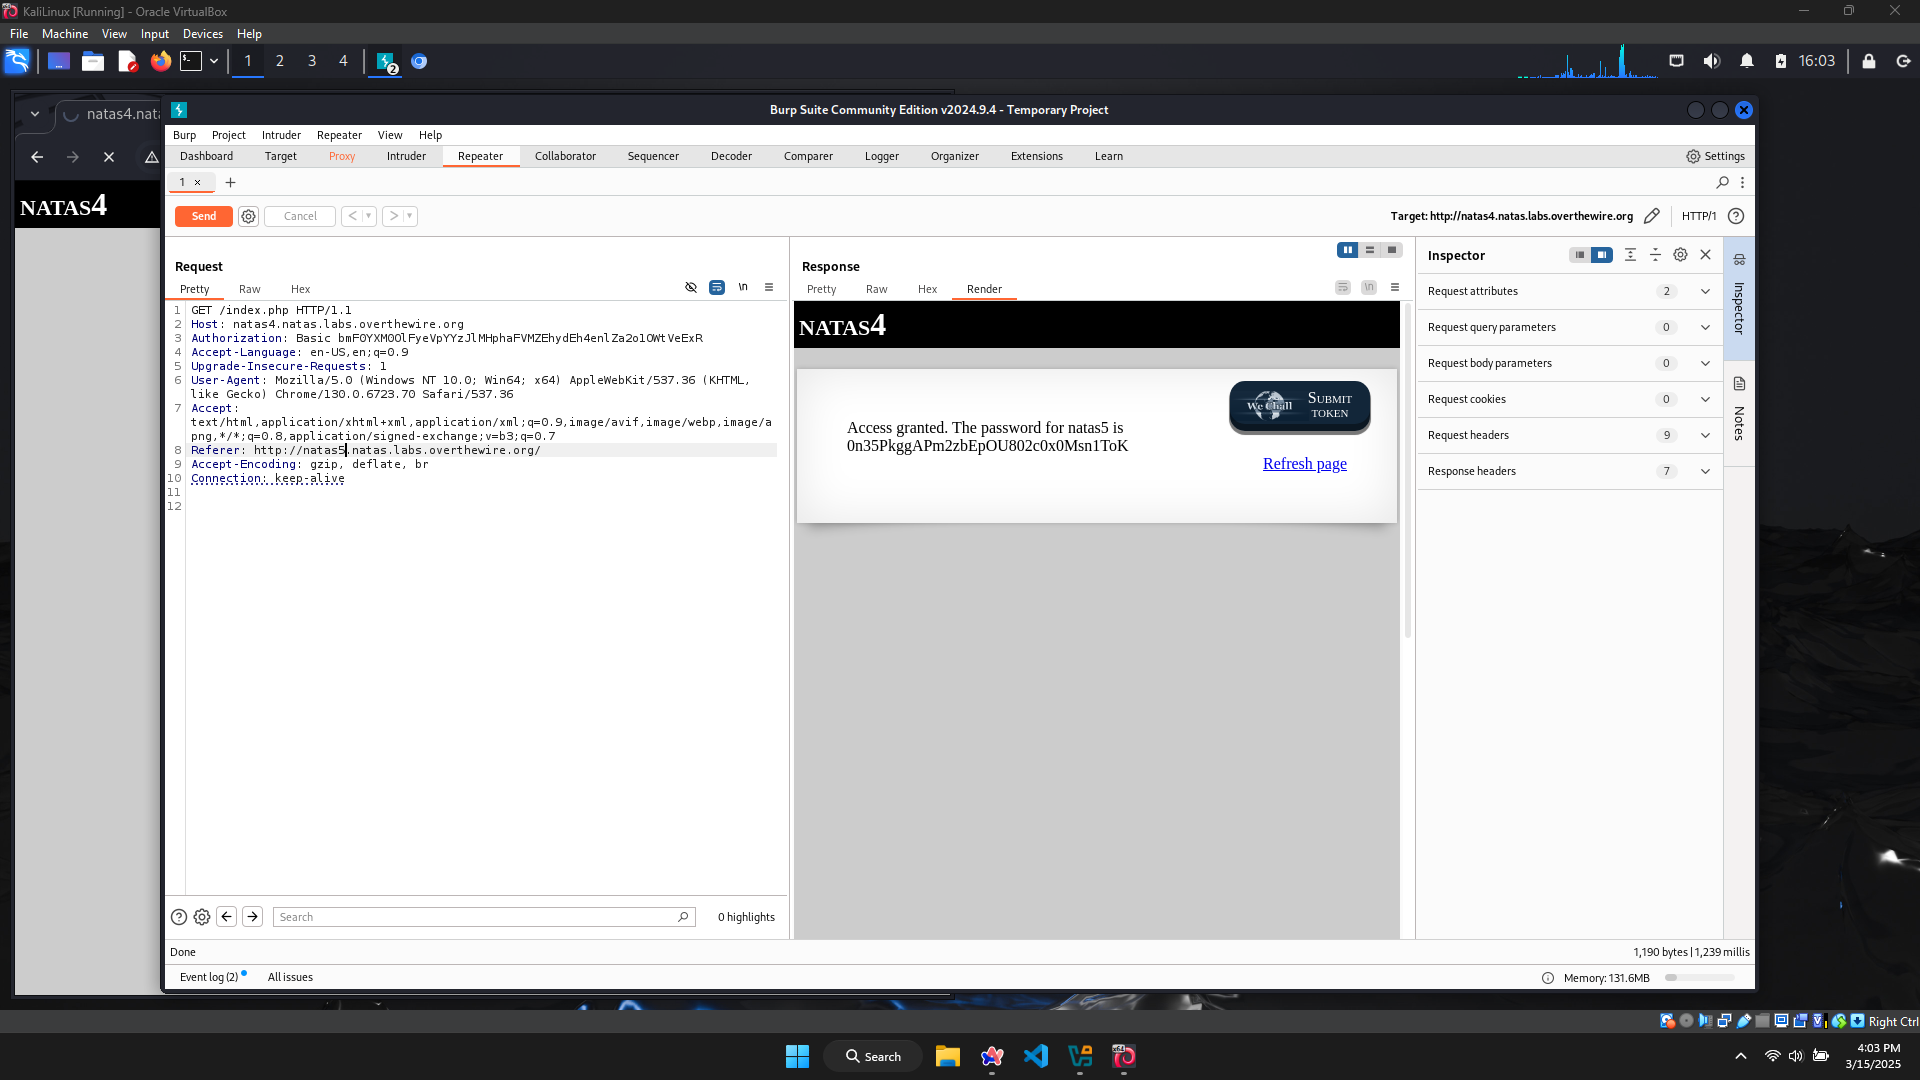 KaliLinux [Running] - Oracle VirtualBox
File Machine View Input Devices Help
1 2 3 4 2 16:03
natas4.nata
Burp Suite Community Edition v2024.9.4 - Temporary Project
Burp Project Intruder Repeater View Help
Dashboard Target Proxy Intruder Repeater Collaborator Sequencer Decoder Comparer Logger Organizer Extensions Learn Settings
1 × +
Send Cancel < > Target: http://natas4.natas.labs.overthewire.org HTTP/1
NATAS4
Request
Pretty Raw Hex \n
1 GET /index.php HTTP/1.1
2 Host: natas4.natas.labs.overthewire.org
3 Authorization: Basic bmF0YXM0OlFyeVpYYzJlMHphaFVMZEhydEh4enlZa2o1OWtVeExR
4 Accept-Language: en-US,en;q=0.9
5 Upgrade-Insecure-Requests: 1
6 User-Agent: Mozilla/5.0 (Windows NT 10.0; Win64; x64) AppleWebKit/537.36 (KHTML,
like Gecko) Chrome/130.0.6723.70 Safari/537.36
7 Accept:
text/html,application/xhtml+xml,application/xml;q=0.9,image/avif,image/webp,image/a
png,*/*;q=0.8,application/signed-exchange;v=b3;q=0.7
8 Referer: http://natas5.natas.labs.overthewire.org/
9 Accept-Encoding: gzip, deflate, br
10 Connection: keep-alive
11
12
Search 0 highlights
Response
Pretty Raw Hex Render \n
NATAS4
We Chall SUBMIT TOKEN
Access granted. The password for natas5 is
0n35PkggAPm2zbEpOU802c0x0Msn1ToK
Refresh page
Inspector
Request attributes 2
Request query parameters 0
Request body parameters 0
Request cookies 0
Request headers 9
Response headers 7
Inspector
Notes
Done 1,190 bytes | 1,239 millis
Event log (2) All issues Memory: 131.6MB
Right Ctrl
Search
4:03 PM
3/15/2025